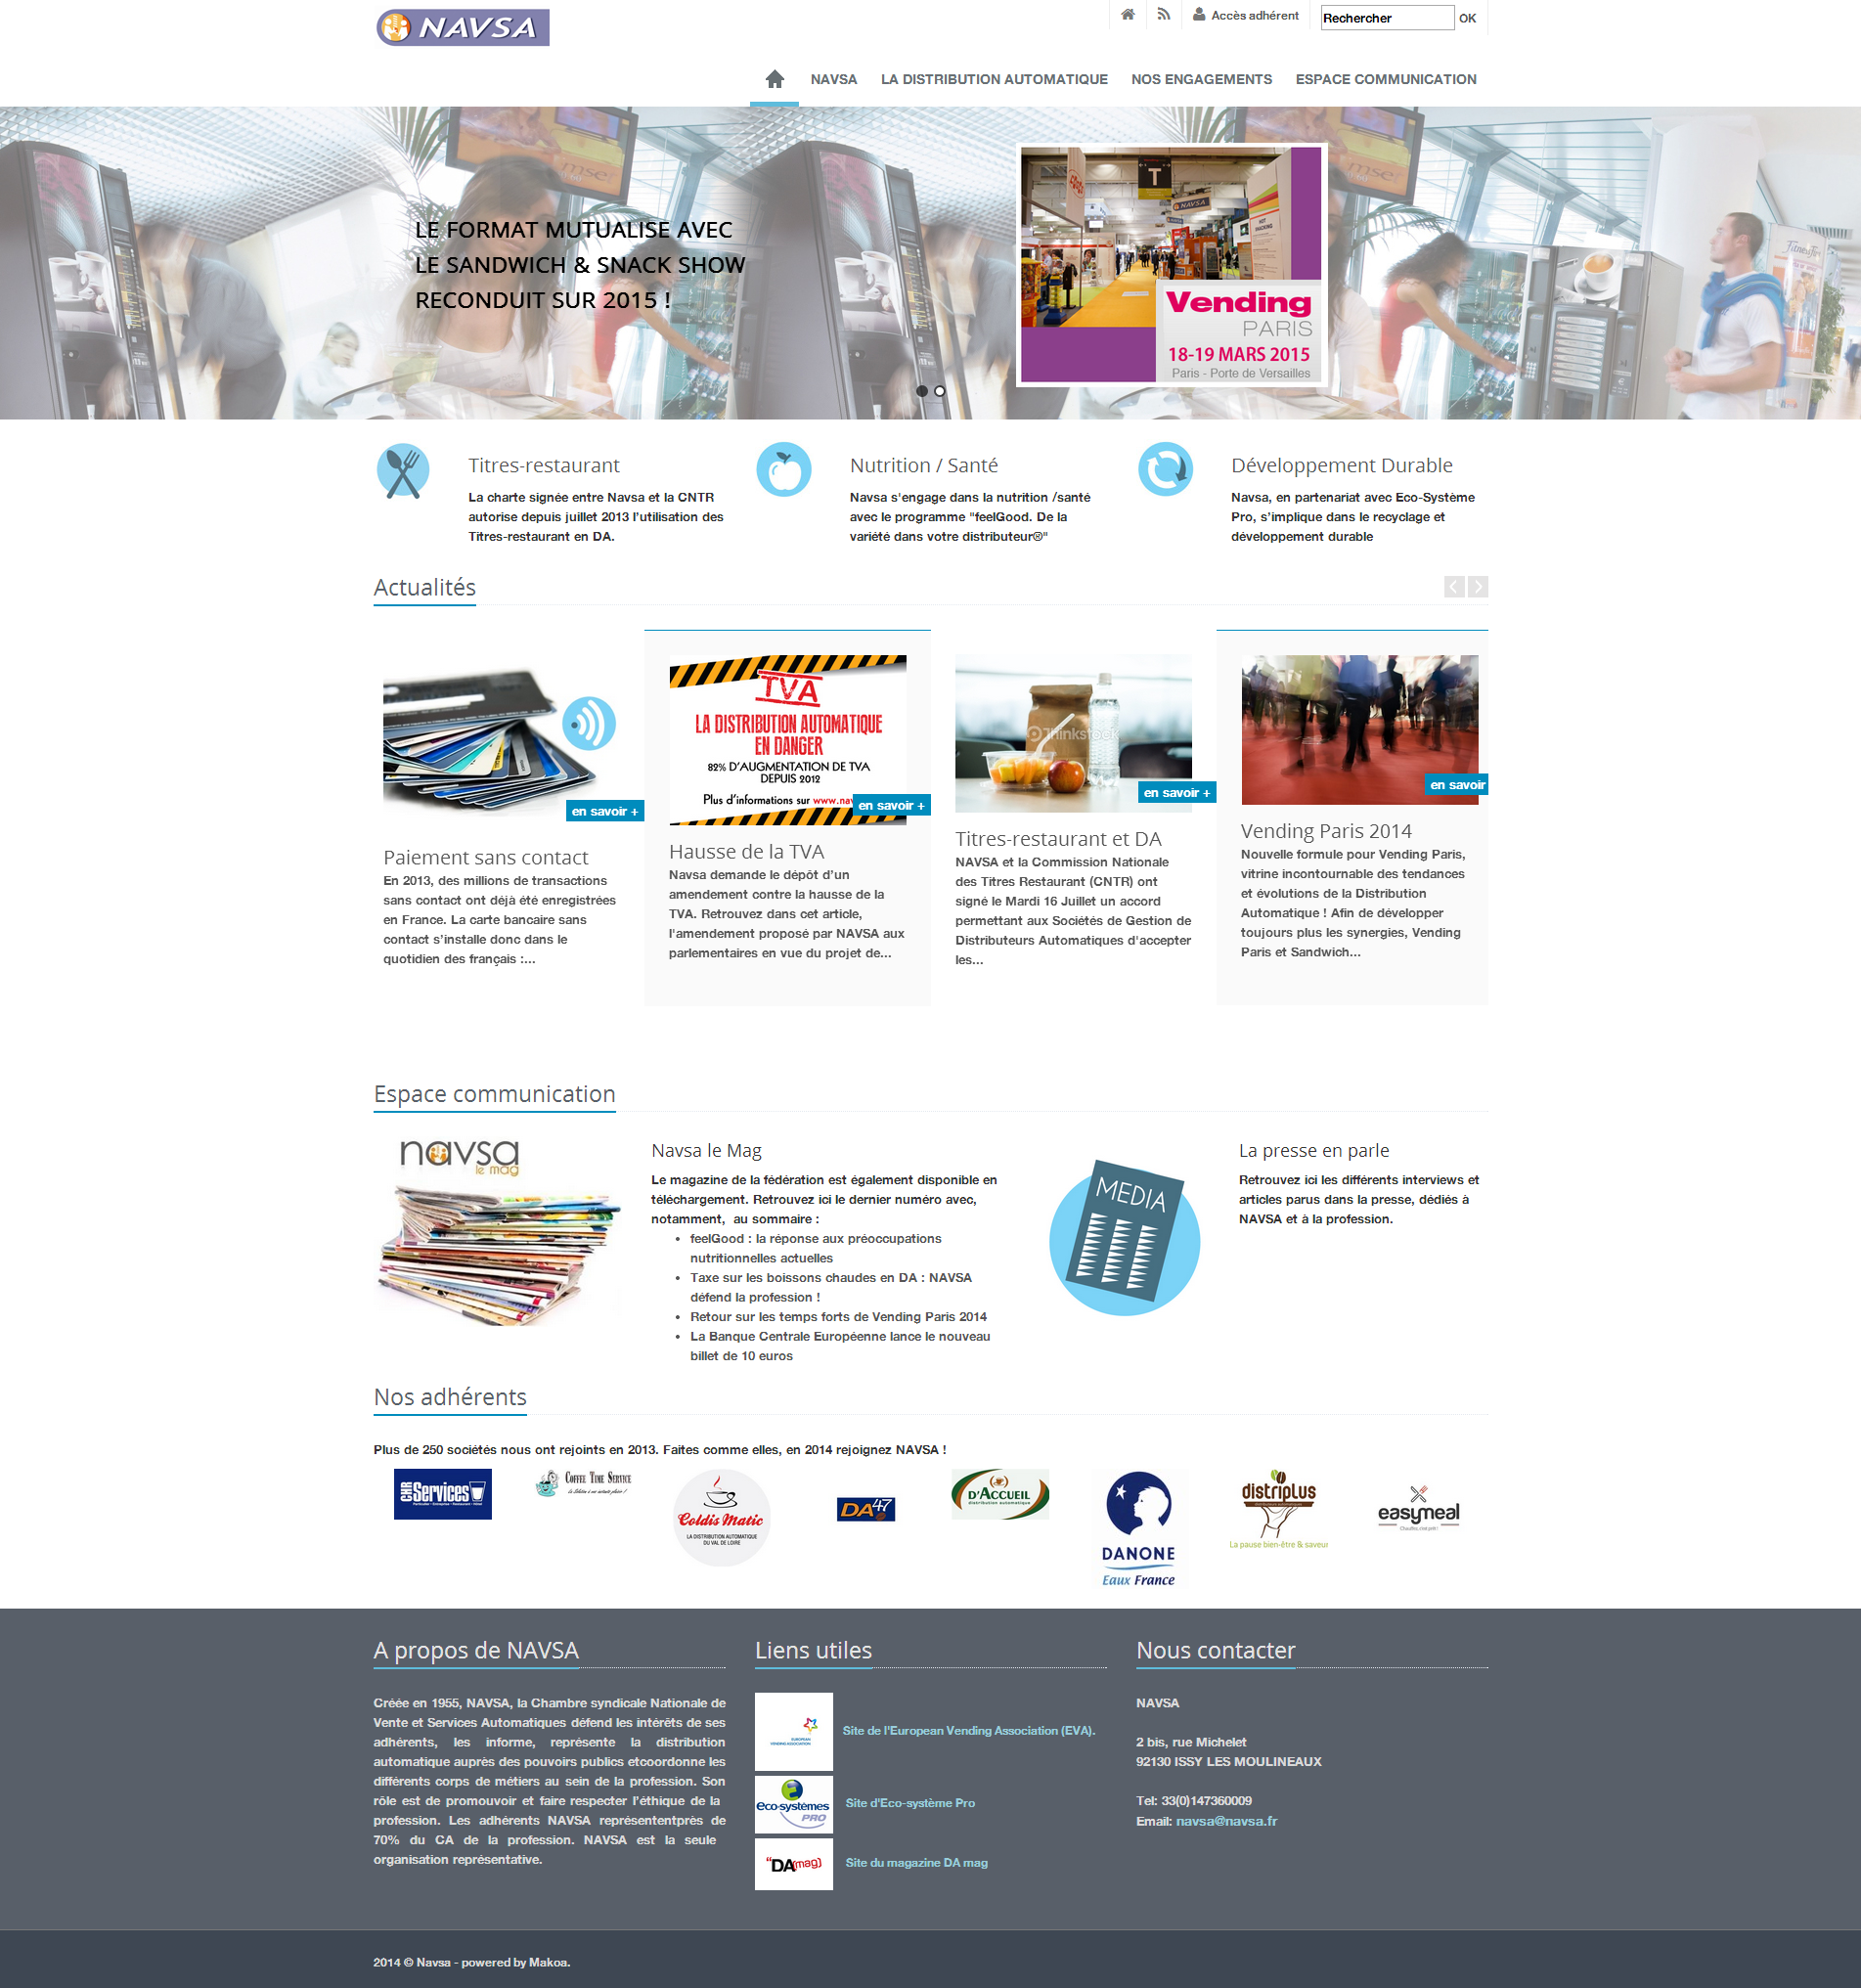 NAVSA
Accès adhérent
Rechercher
OK
NAVSA
LA DISTRIBUTION AUTOMATIQUE
NOS ENGAGEMENTS
ESPACE COMMUNICATION
LE FORMAT MUTUALISE AVEC
LE SANDWICH & SNACK SHOW
RECONDUIT SUR 2015 !
T
NAVSA
Vending
PARIS
18-19 MARS 2015
Paris - Porte de Versailles
Titres-restaurant
La charte signée entre Navsa et la CNTR
autorise depuis juillet 2013 l'utilisation des
Titres-restaurant en DA.
Nutrition / Santé
Navsa s'engage dans la nutrition /santé
avec le programme "feelGood. De la
variété dans votre distributeur®"
Développement Durable
Navsa, en partenariat avec Eco-Système
Pro, s'implique dans le recyclage et
développement durable
Actualités
en savoir +
Paiement sans contact
En 2013, des millions de transactions
sans contact ont déjà été enregistrées
en France. La carte bancaire sans
contact s'installe donc dans le
quotidien des français :...
TVA
LA DISTRIBUTION AUTOMATIQUE
EN DANGER
82% D'AUGMENTATION DE TVA
DEPUIS 2012
Plus d'informations sur www.nav
en savoir +
Hausse de la TVA
Navsa demande le dépôt d'un
amendement contre la hausse de la
TVA. Retrouvez dans cet article,
l'amendement proposé par NAVSA aux
parlementaires en vue du projet de...
Thinkstock
en savoir +
Titres-restaurant et DA
NAVSA et la Commission Nationale
des Titres Restaurant (CNTR) ont
signé le Mardi 16 Juillet un accord
permettant aux Sociétés de Gestion de
Distributeurs Automatiques d'accepter
les...
en savoir
Vending Paris 2014
Nouvelle formule pour Vending Paris,
vitrine incontournable des tendances
et évolutions de la Distribution
Automatique ! Afin de développer
toujours plus les synergies, Vending
Paris et Sandwich...
Espace communication
navsa
le mag
Navsa le Mag
Le magazine de la fédération est également disponible en
téléchargement. Retrouvez ici le dernier numéro avec,
notamment, au sommaire :
• feelGood : la réponse aux préoccupations
nutritionnelles actuelles
• Taxe sur les boissons chaudes en DA : NAVSA
défend la profession !
• Retour sur les temps forts de Vending Paris 2014
• La Banque Centrale Européenne lance le nouveau
billet de 10 euros
MEDIA
La presse en parle
Retrouvez ici les différents interviews et
articles parus dans la presse, dédiés à
NAVSA et à la profession.
Nos adhérents
Plus de 250 sociétés nous ont rejoints en 2013. Faites comme elles, en 2014 rejoignez NAVSA !
CHR Services
COFFEE TIME SERVICE
Coldis Matic
LA DISTRIBUTION AUTOMATIQUE
DU VAL DE LOIRE
DA 47
D'ACCUEIL
distribution automatique
DANONE
Eaux France
distriplus
La pause bien-être & saveur
easymeal
Chauffez, c'est prêt !
A propos de NAVSA
Créée en 1955, NAVSA, la Chambre syndicale Nationale de
Vente et Services Automatiques défend les intérêts de ses
adhérents, les informe, représente la distribution
automatique auprès des pouvoirs publics etcoordonne les
différents corps de métiers au sein de la profession. Son
rôle est de promouvoir et faire respecter l'éthique de la
profession. Les adhérents NAVSA représententprès de
70% du CA de la profession. NAVSA est la seule
organisation représentative.
Liens utiles
EUROPEAN
VENDING ASSOCIATION
Site de l'European Vending Association (EVA).
eco-systèmes
PRO
Site d'Eco-système Pro
"DA(mag)
Site du magazine DA mag
Nous contacter
NAVSA
2 bis, rue Michelet
92130 ISSY LES MOULINEAUX
Tel: 33(0)147360009
Email: navsa@navsa.fr
2014 © Navsa - powered by Makoa.